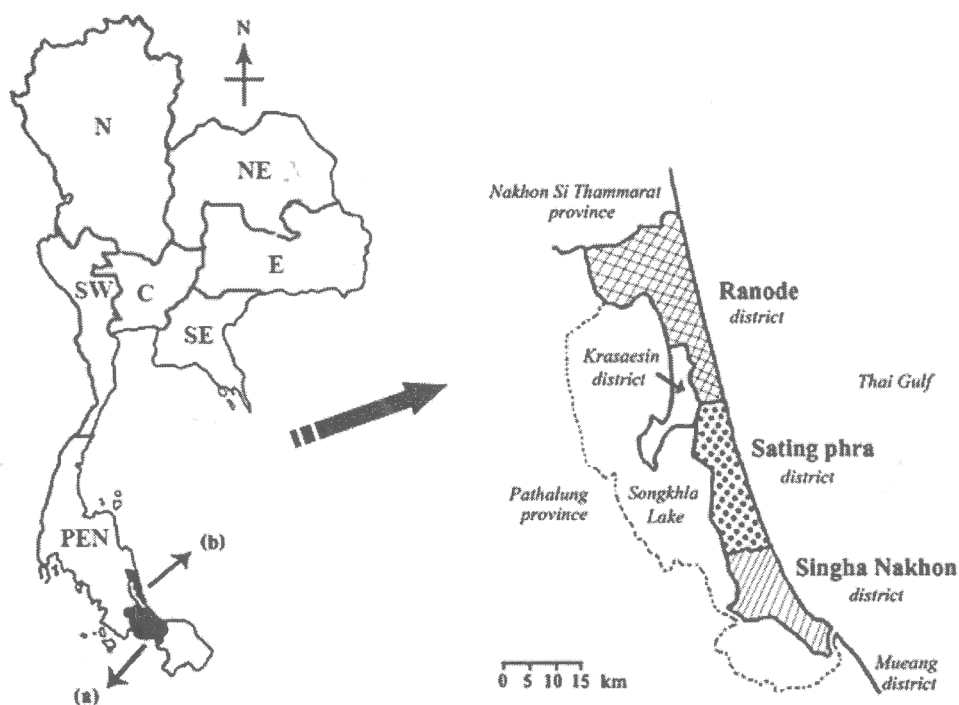 N
N
NE
SW
C
E
SE
PEN
(b)
(a)
Nakhon Si Thammarat
province
Ranode
district
Krasaesin
district
Thai Gulf
Sating phra
district
Pathalung
province
Songkhla
Lake
Singha Nakhon
district
Mueang
district
0 5 10 15 km